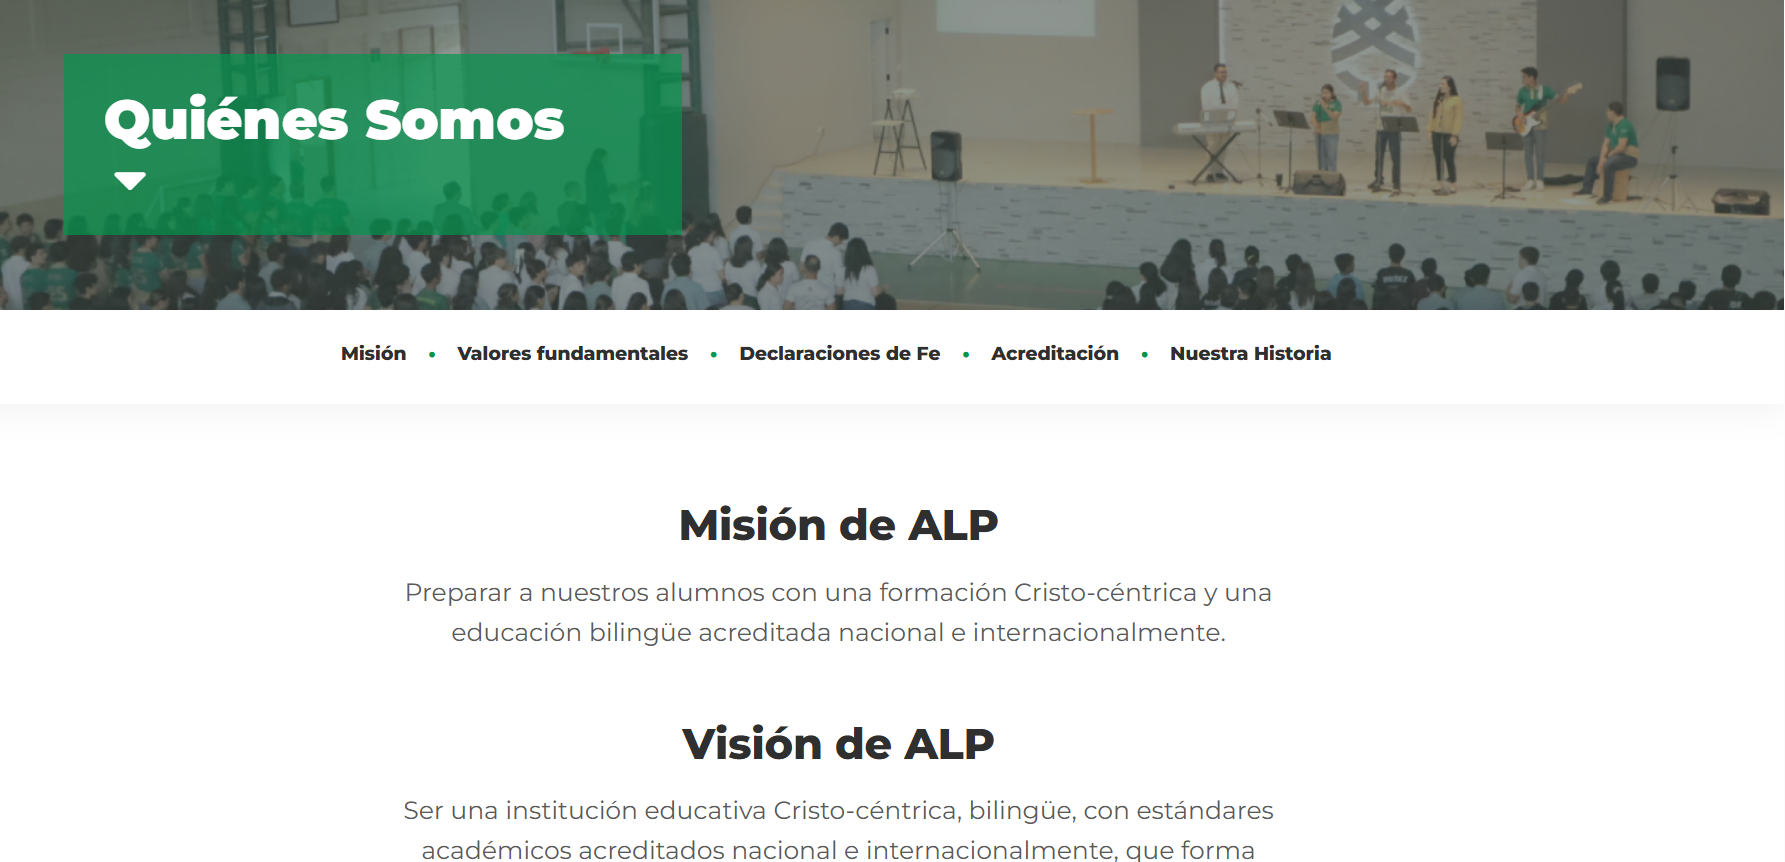 Quiénes Somos
Misión • Valores fundamentales • Declaraciones de Fe • Acreditación • Nuestra Historia
Misión de ALP
Preparar a nuestros alumnos con una formación Cristo-céntrica y una
educación bilingüe acreditada nacional e internacionalmente.
Visión de ALP
Ser una institución educativa Cristo-céntrica, bilingüe, con estándares
académicos acreditados nacional e internacionalmente, que forma